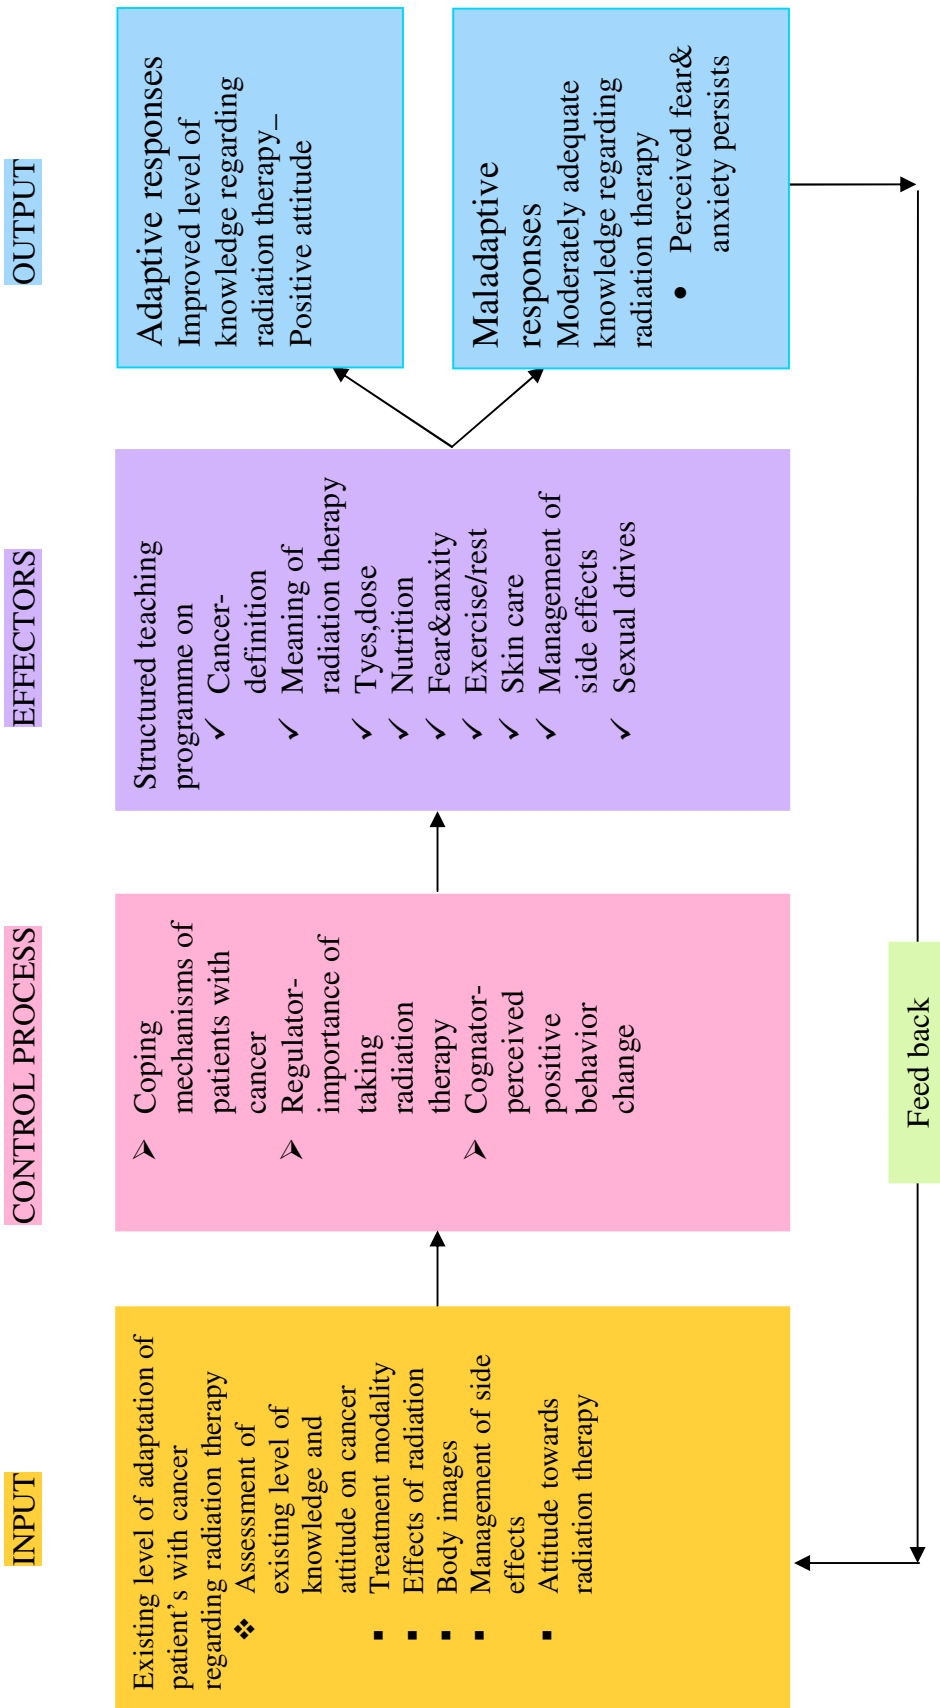 INPUT
Existing level of adaptation of
patient’s with cancer
regarding radiation therapy
❖ Assessment of
existing level of
knowledge and
attitude on cancer
▪ Treatment modality
▪ Effects of radiation
▪ Body images
▪ Management of side
effects
▪ Attitude towards
radiation therapy
CONTROL PROCESS
➢ Coping
mechanisms of
patients with
cancer
➢ Regulator-
importance of
taking
radiation
therapy
➢ Cognator-
perceived
positive
behavior
change
EFFECTORS
Structured teaching
programme on
✓ Cancer-
definition
✓ Meaning of
radiation therapy
✓ Tyes,dose
✓ Nutrition
✓ Fear&anxity
✓ Exercise/rest
✓ Skin care
✓ Management of
side effects
✓ Sexual drives
OUTPUT
Adaptive responses
Improved level of
knowledge regarding
radiation therapy_
Positive attitude
Maladaptive
responses
Moderately adequate
knowledge regarding
radiation therapy
• Perceived fear&
anxiety persists
Feed back